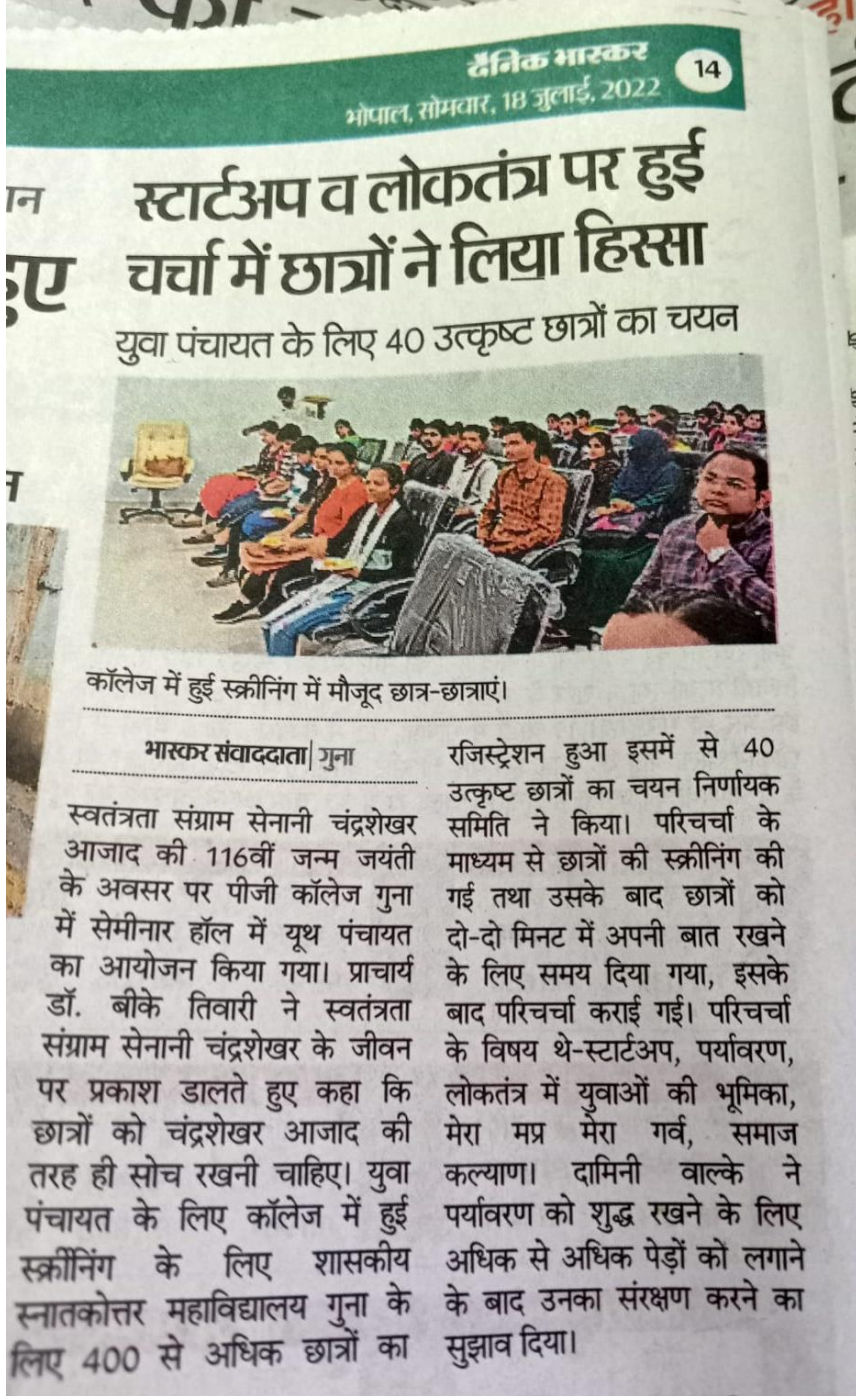 दैनिक भास्कर
14
भोपाल, सोमवार, 18 जुलाई, 2022
स्टार्टअप व लोकतंत्र पर हुई
चर्चा में छात्रों ने लिया हिस्सा
युवा पंचायत के लिए 40 उत्कृष्ट छात्रों का चयन
कॉलेज में हुई स्क्रीनिंग में मौजूद छात्र-छात्राएं।
भास्कर संवाददाता| गुना
स्वतंत्रता संग्राम सेनानी चंद्रशेखर
आजाद की 116वीं जन्म जयंती
के अवसर पर पीजी कॉलेज गुना
में सेमीनार हॉल में यूथ पंचायत
का आयोजन किया गया। प्राचार्य
डॉ. बीके तिवारी ने स्वतंत्रता
संग्राम सेनानी चंद्रशेखर के जीवन
पर प्रकाश डालते हुए कहा कि
छात्रों को चंद्रशेखर आजाद की
तरह ही सोच रखनी चाहिए। युवा
पंचायत के लिए कॉलेज में हुई
स्क्रीनिंग के लिए शासकीय
स्नातकोत्तर महाविद्यालय गुना के
लिए 400 से अधिक छात्रों का
रजिस्ट्रेशन हुआ इसमें से 40
उत्कृष्ट छात्रों का चयन निर्णायक
समिति ने किया। परिचर्चा के
माध्यम से छात्रों की स्क्रीनिंग की
गई तथा उसके बाद छात्रों को
दो-दो मिनट में अपनी बात रखने
के लिए समय दिया गया, इसके
बाद परिचर्चा कराई गई। परिचर्चा
के विषय थे-स्टार्टअप, पर्यावरण,
लोकतंत्र में युवाओं की भूमिका,
मेरा मप्र मेरा गर्व, समाज
कल्याण। दामिनी वाल्के ने
पर्यावरण को शुद्ध रखने के लिए
अधिक से अधिक पेड़ों को लगाने
के बाद उनका संरक्षण करने का
सुझाव दिया।